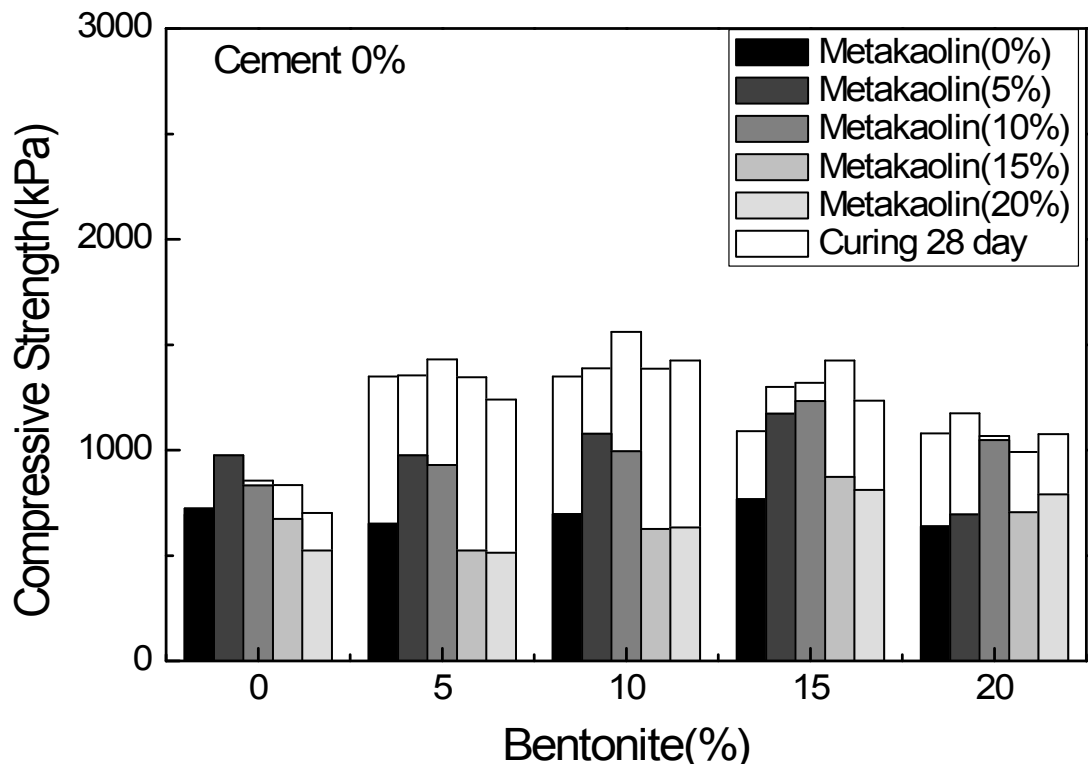 3000
Cement 0%
Metakaolin(0%)
Metakaolin(5%)
Metakaolin(10%)
Metakaolin(15%)
Metakaolin(20%)
Curing 28 day
Compressive Strength(kPa)
2000
1000
0
0 5 10 15 20
Bentonite(%)